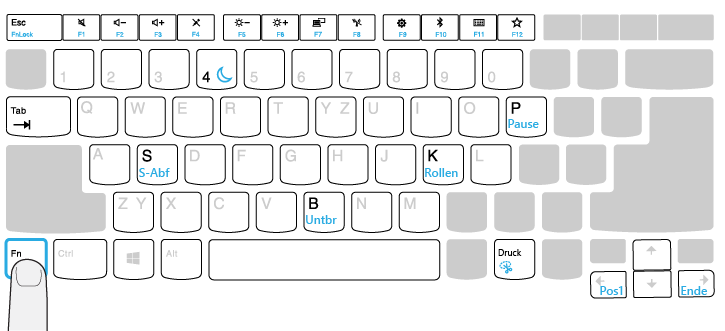 Esc
FnLock F1 F2 F3 F4 F5 F6 F7 F8 F9 F10 F11 F12
1 2 3 4 5 6 7 8 9 0
Tab Q W E R T Y Z U I O P
Pause
A S D F G H J K L
S-Abf Rollen
Z Y X C V B N M
Untbr
Fn Ctrl Alt Druck
Pos1 Ende